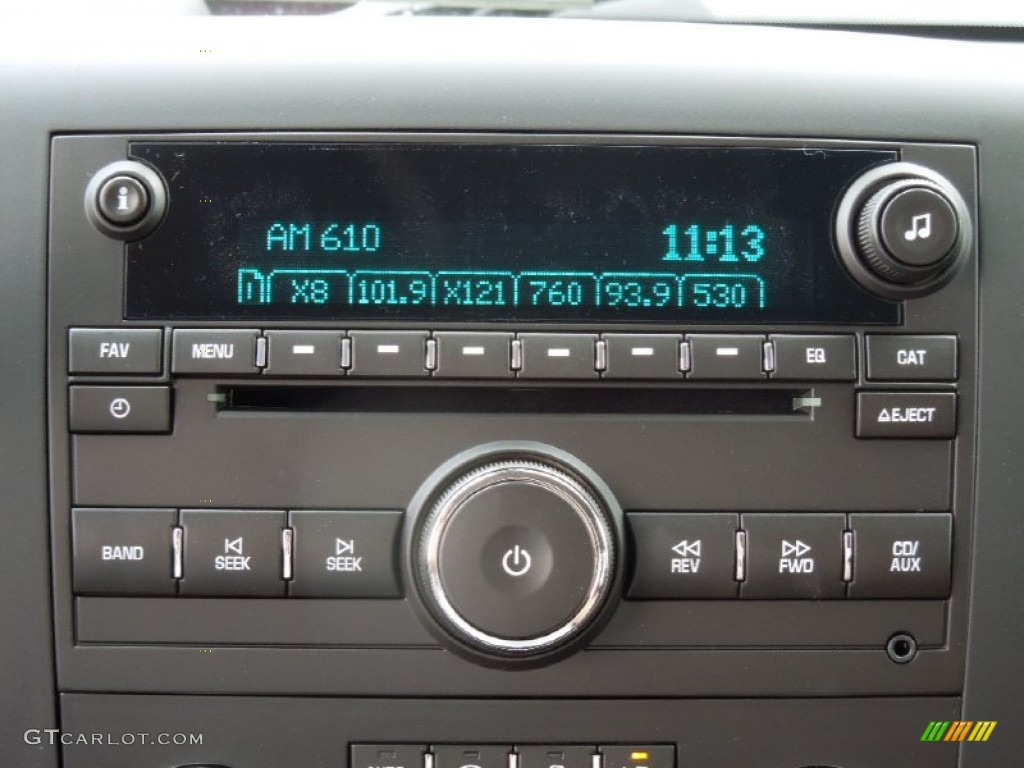 i
AM 610 11:13
X8 101.9 X121 760 93.9 530
FAV MENU EQ CAT
EJECT
BAND SEEK SEEK REV FWD CD/
AUX
GTCARLOT.COM